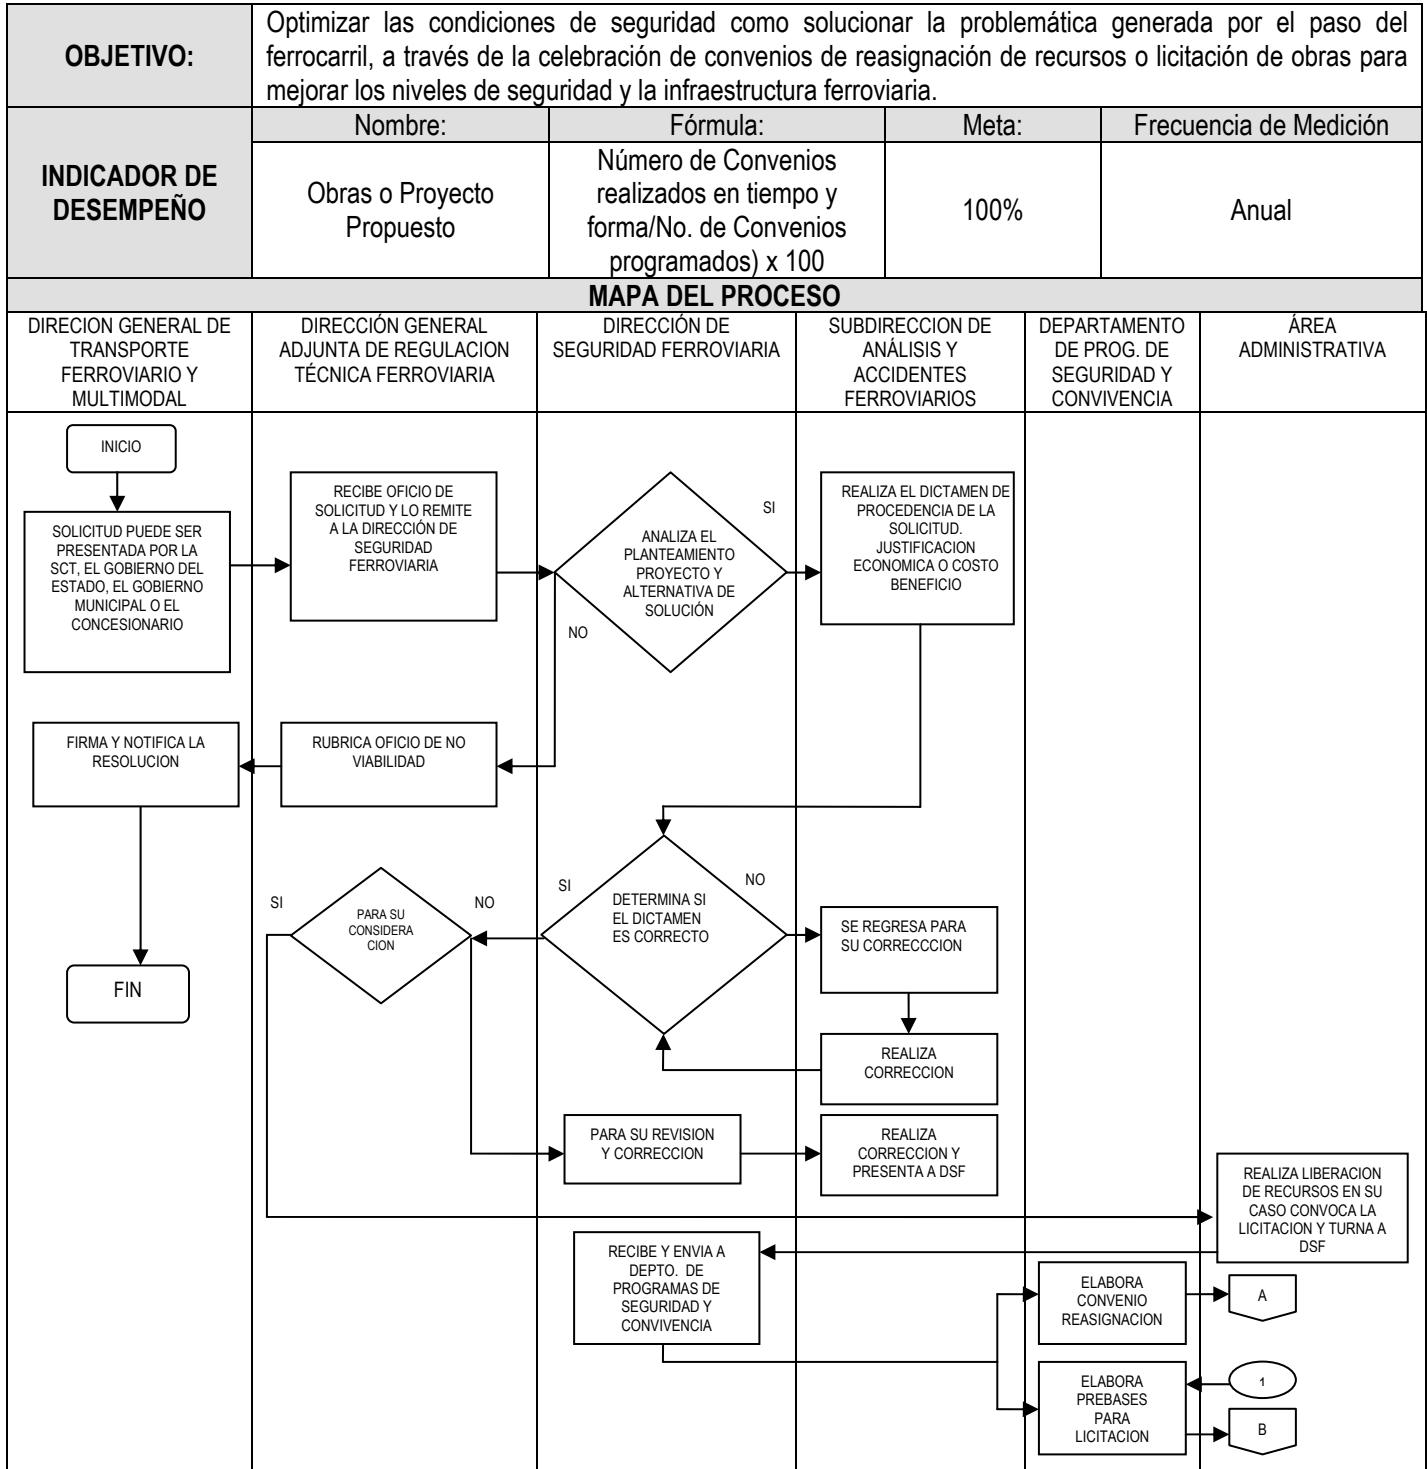 OBJETIVO:
Optimizar las condiciones de seguridad como solucionar la problemática generada por el paso del
ferrocarril, a través de la celebración de convenios de reasignación de recursos o licitación de obras para
mejorar los niveles de seguridad y la infraestructura ferroviaria.
INDICADOR DE
DESEMPEÑO
Nombre:
Fórmula:
Meta:
Frecuencia de Medición
Obras o Proyecto
Propuesto
Número de Convenios
realizados en tiempo y
forma/No. de Convenios
programados) x 100
100%
Anual
MAPA DEL PROCESO
DIRECION GENERAL DE
TRANSPORTE
FERROVIARIO Y
MULTIMODAL
DIRECCIÓN GENERAL
ADJUNTA DE REGULACION
TÉCNICA FERROVIARIA
DIRECCIÓN DE
SEGURIDAD FERROVIARIA
SUBDIRECCION DE
ANÁLISIS Y
ACCIDENTES
FERROVIARIOS
DEPARTAMENTO
DE PROG. DE
SEGURIDAD Y
CONVIVENCIA
ÁREA
ADMINISTRATIVA
INICIO
SOLICITUD PUEDE SER
PRESENTADA POR LA
SCT, EL GOBIERNO DEL
ESTADO, EL GOBIERNO
MUNICIPAL O EL
CONCESIONARIO
RECIBE OFICIO DE
SOLICITUD Y LO REMITE
A LA DIRECCIÓN DE
SEGURIDAD
FERROVIARIA
ANALIZA EL
PLANTEAMIENTO
PROYECTO Y
ALTERNATIVA DE
SOLUCIÓN
SI
NO
REALIZA EL DICTAMEN DE
PROCEDENCIA DE LA
SOLICITUD.
JUSTIFICACION
ECONOMICA O COSTO
BENEFICIO
FIRMA Y NOTIFICA LA
RESOLUCION
RUBRICA OFICIO DE NO
VIABILIDAD
FIN
SI
PARA SU
CONSIDERA
CION
NO
SI
DETERMINA SI
EL DICTAMEN
ES CORRECTO
NO
SE REGRESA PARA
SU CORRECCCION
REALIZA
CORRECCION
PARA SU REVISION
Y CORRECCION
REALIZA
CORRECCION Y
PRESENTA A DSF
REALIZA LIBERACION
DE RECURSOS EN SU
CASO CONVOCA LA
LICITACION Y TURNA A
DSF
RECIBE Y ENVIA A
DEPTO. DE
PROGRAMAS DE
SEGURIDAD Y
CONVIVENCIA
ELABORA
CONVENIO
REASIGNACION
A
ELABORA
PREBASES
PARA
LICITACION
1
B